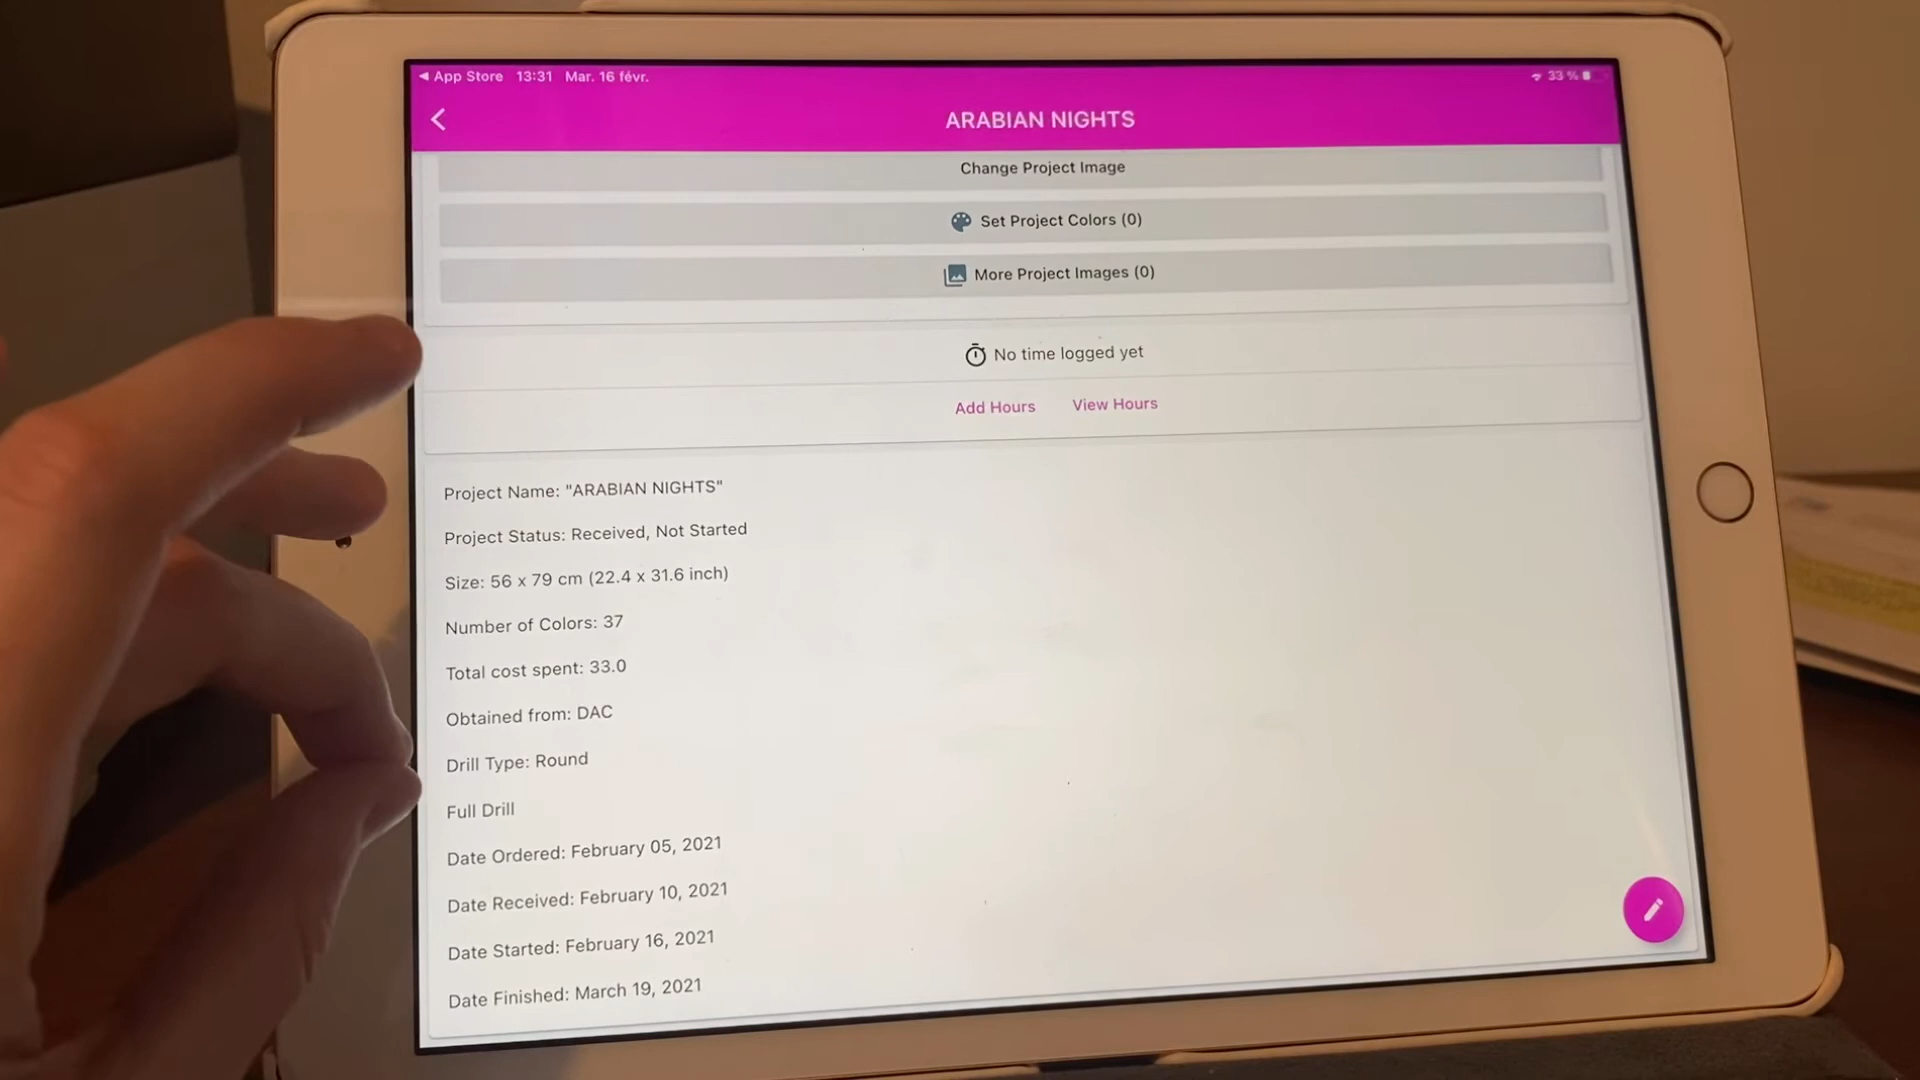 ◀ App Store 13:31 Mar. 16 févr. 33 %
ARABIAN NIGHTS
Change Project Image
Set Project Colors (0)
More Project Images (0)
No time logged yet
Add Hours View Hours
Project Name: "ARABIAN NIGHTS"
Project Status: Received, Not Started
Size: 56 x 79 cm (22.4 x 31.6 inch)
Number of Colors: 37
Total cost spent: 33.0
Obtained from: DAC
Drill Type: Round
Full Drill
Date Ordered: February 05, 2021
Date Received: February 10, 2021
Date Started: February 16, 2021
Date Finished: March 19, 2021